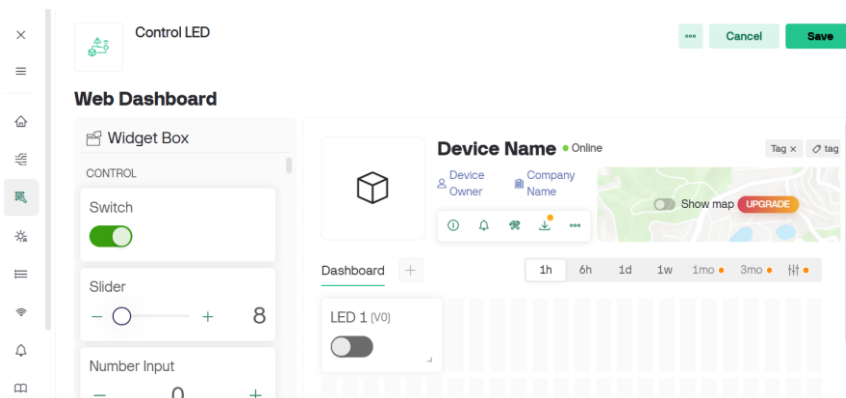 Control LED
Cancel
Save
Web Dashboard
Widget Box
CONTROL
Switch
Slider
8
Number Input
0
Device Name
Online
Tag ×
tag
Device Owner
Company Name
Show map
UPGRADE
Dashboard
1h 6h 1d 1w 1mo 3mo
LED 1 (V0)